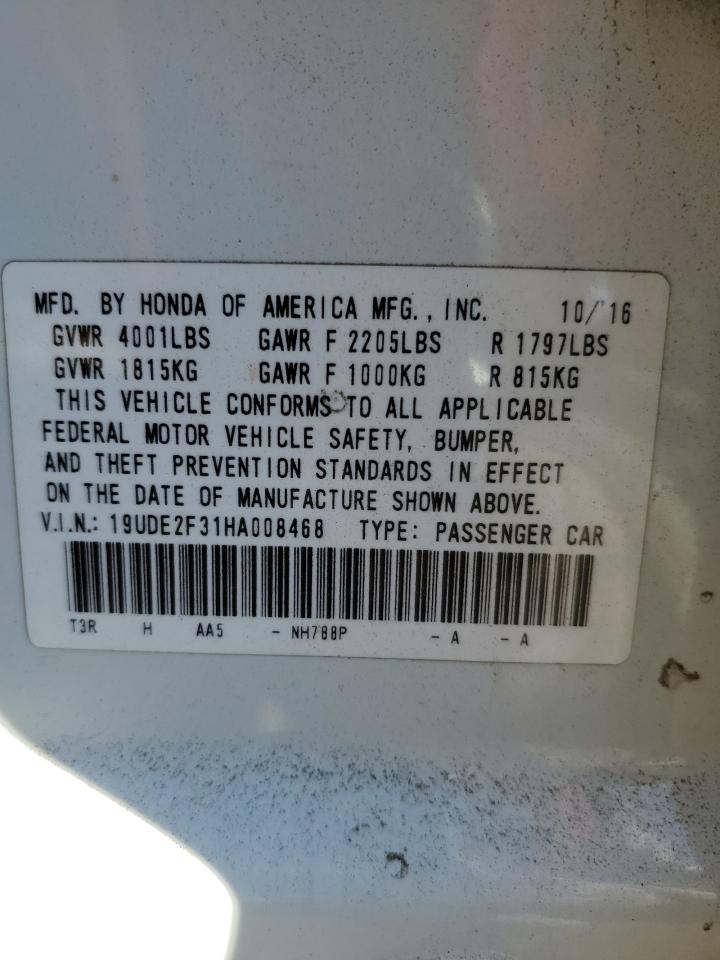 MFD. BY HONDA OF AMERICA MFG., INC. 10/'16
GVWR 4001LBS GAWR F 2205LBS R 1797LBS
GVWR 1815KG GAWR F 1000KG R 815KG
THIS VEHICLE CONFORMS TO ALL APPLICABLE
FEDERAL MOTOR VEHICLE SAFETY, BUMPER,
AND THEFT PREVENTION STANDARDS IN EFFECT
ON THE DATE OF MANUFACTURE SHOWN ABOVE.
V.I.N.: 19UDE2F31HA008468 TYPE: PASSENGER CAR
T3R H AA5 - NH788P - A - A